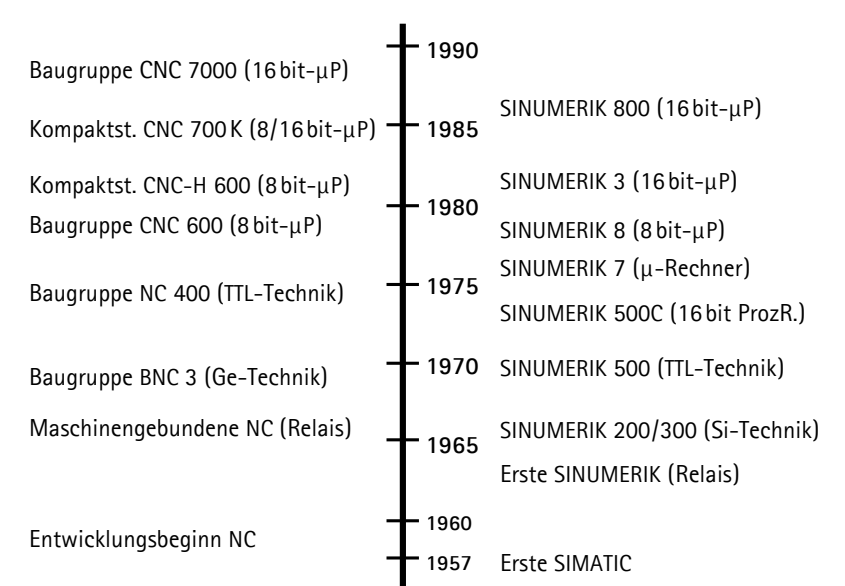 1990
Baugruppe CNC 7000 (16 bit-µP)
SINUMERIK 800 (16 bit-µP)
Kompaktst. CNC 700 K (8/16 bit-µP)
1985
Kompaktst. CNC-H 600 (8 bit-µP)
SINUMERIK 3 (16 bit-µP)
1980
Baugruppe CNC 600 (8 bit-µP)
SINUMERIK 8 (8 bit-µP)
SINUMERIK 7 (µ-Rechner)
1975
Baugruppe NC 400 (TTL-Technik)
SINUMERIK 500C (16 bit ProzR.)
1970
SINUMERIK 500 (TTL-Technik)
Baugruppe BNC 3 (Ge-Technik)
Maschinengebundene NC (Relais)
SINUMERIK 200/300 (Si-Technik)
1965
Erste SINUMERIK (Relais)
1960
Entwicklungsbeginn NC
1957
Erste SIMATIC